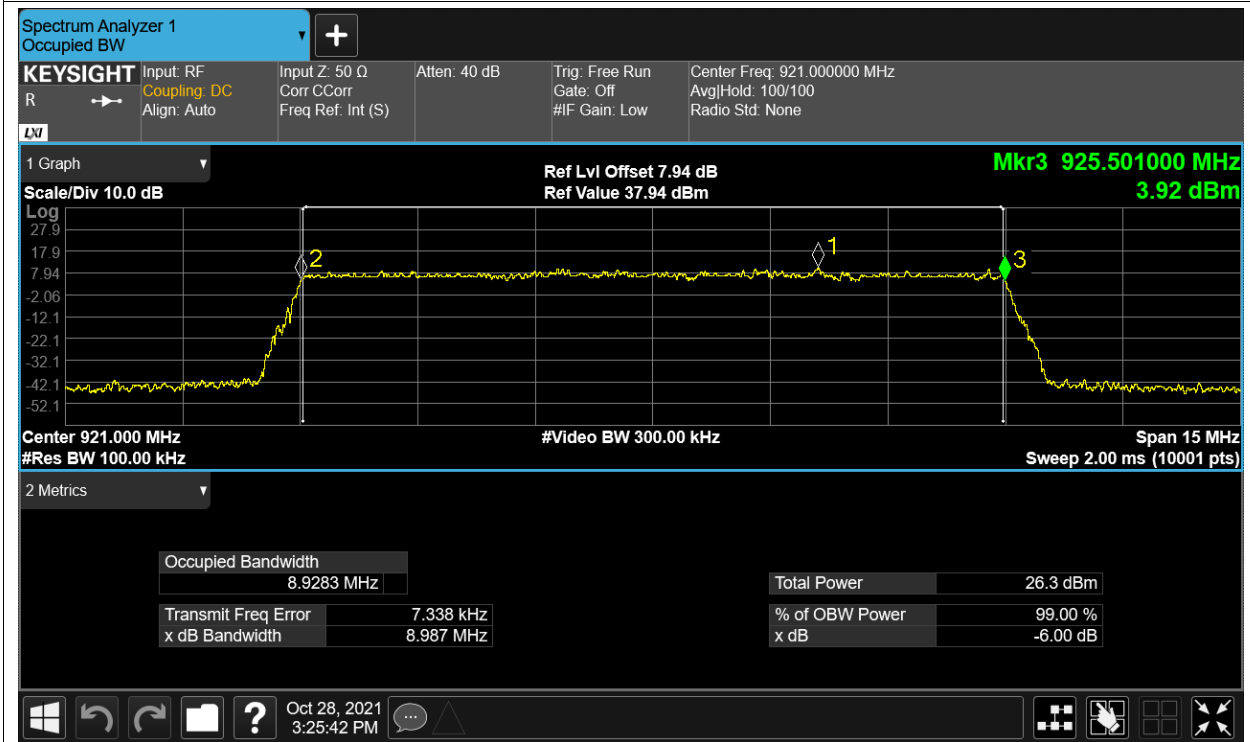 Spectrum Analyzer 1
Occupied BW
KEYSIGHT
R
LXI
Input: RF
Coupling: DC
Align: Auto
Input Z: 50 Ω
Corr CCorr
Freq Ref: Int (S)
Atten: 40 dB
Trig: Free Run
Gate: Off
#IF Gain: Low
Center Freq: 921.000000 MHz
Avg|Hold: 100/100
Radio Std: None
1 Graph
Scale/Div 10.0 dB
Ref Lvl Offset 7.94 dB
Ref Value 37.94 dBm
Mkr3 925.501000 MHz
3.92 dBm
Log
27.9
17.9
7.94
-2.06
-12.1
-22.1
-32.1
-42.1
-52.1
2
1
3
Center 921.000 MHz
#Res BW 100.00 kHz
#Video BW 300.00 kHz
Span 15 MHz
Sweep 2.00 ms (10001 pts)
2 Metrics
Occupied Bandwidth
8.9283 MHz
Transmit Freq Error 7.338 kHz
x dB Bandwidth 8.987 MHz
Total Power 26.3 dBm
% of OBW Power 99.00 %
x dB -6.00 dB
?
Oct 28, 2021
3:25:42 PM